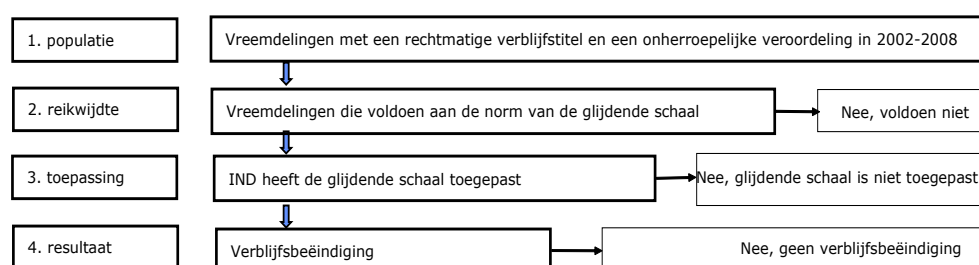 1. populatie
Vreemdelingen met een rechtmatige verblijfstitel en een onherroepelijke veroordeling in 2002-2008
2. reikwijdte
Vreemdelingen die voldoen aan de norm van de glijdende schaal
Nee, voldoen niet
3. toepassing
IND heeft de glijdende schaal toegepast
Nee, glijdende schaal is niet toegepast
4. resultaat
Verblijfsbeëindiging
Nee, geen verblijfsbeëindiging